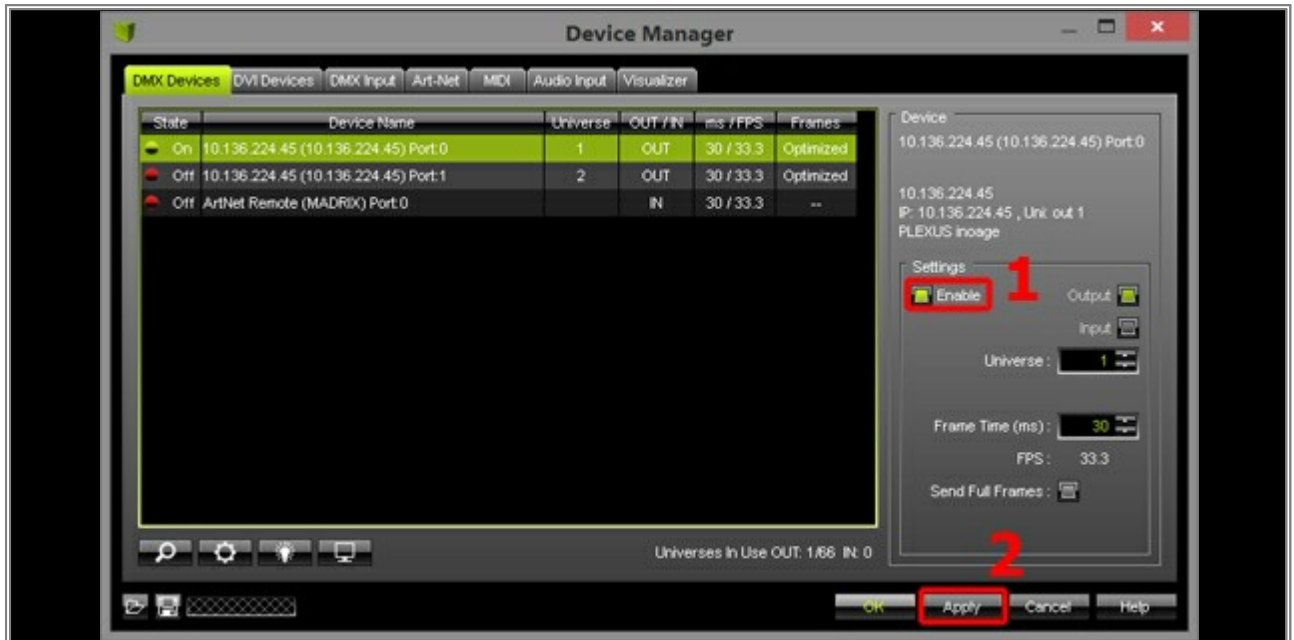 Device Manager
DMX Devices DVI Devices DMX Input Art-Net MIDI Audio Input Visualizer
State Device Name Universe OUT / IN ms / FPS Frames
On 10.136.224.45 (10.136.224.45) Port:0 1 OUT 30 / 33.3 Optimized
Off 10.136.224.45 (10.136.224.45) Port:1 2 OUT 30 / 33.3 Optimized
Off ArtNet Remote (MADRIX) Port:0 IN 30 / 33.3 --
Device
10.136.224.45 (10.136.224.45) Port:0
10.136.224.45
IP: 10.136.224.45 , Uni: out 1
PLEXUS inoage
Settings
1
Enable Output
Input
Universe : 1
Frame Time (ms) : 30
FPS : 33.3
Send Full Frames :
Universes In Use OUT: 1/66 IN: 0
2
OK Apply Cancel Help